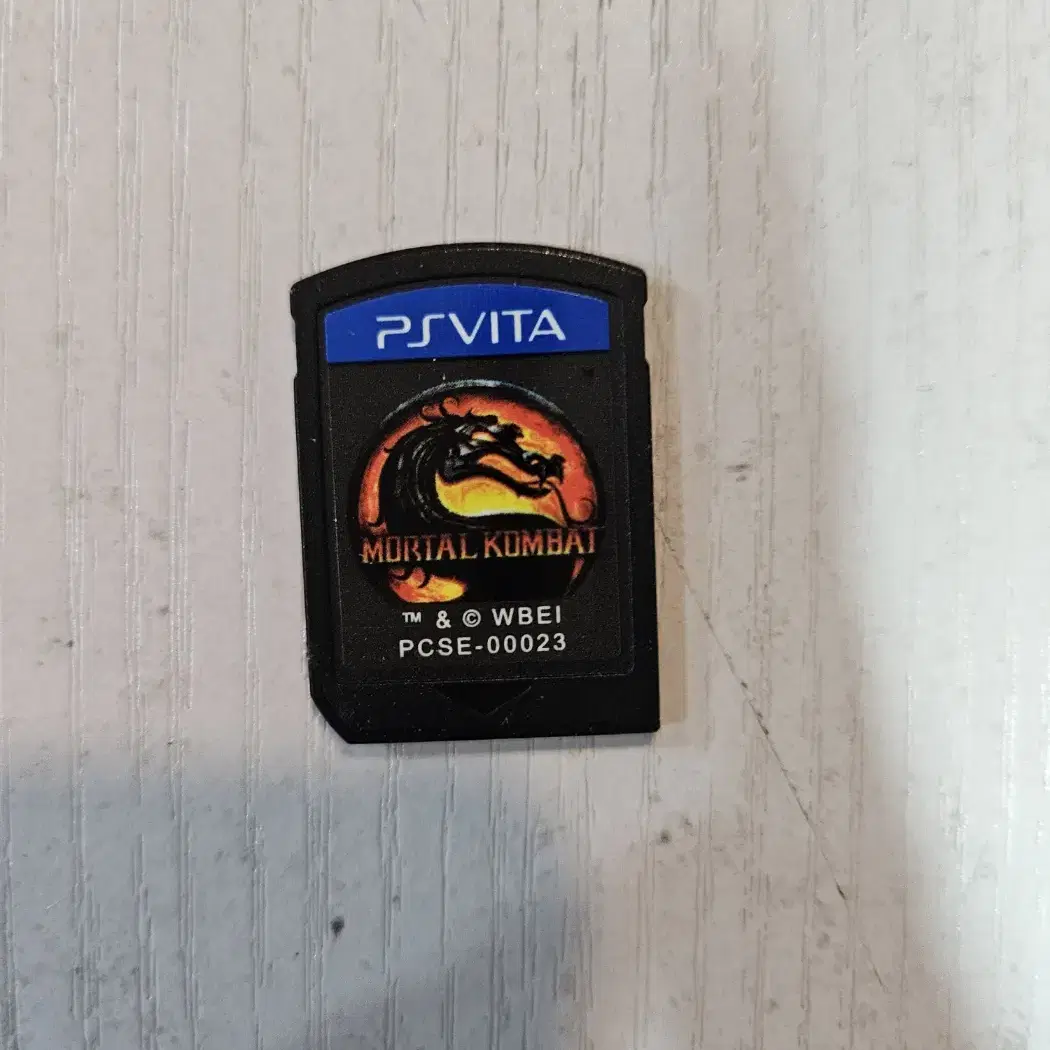 PSVITA
MORTAL KOMBAT
™ & © WBEI
PCSE-00023